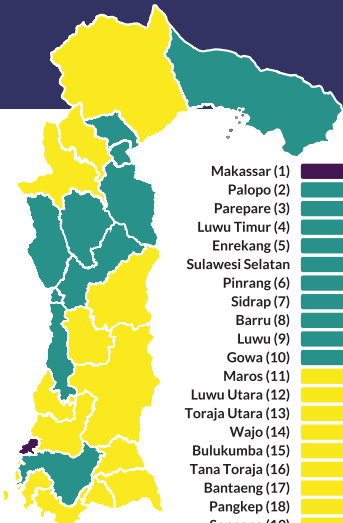 Makassar (1)
Palopo (2)
Parepare (3)
Luwu Timur (4)
Enrekang (5)
Sulawesi Selatan
Pinrang (6)
Sidrap (7)
Barru (8)
Luwu (9)
Gowa (10)
Maros (11)
Luwu Utara (12)
Toraja Utara (13)
Wajo (14)
Bulukumba (15)
Tana Toraja (16)
Bantaeng (17)
Pangkep (18)